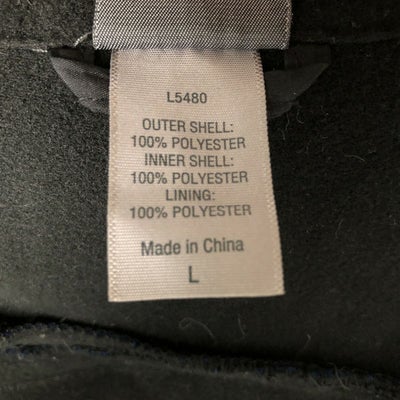 L5480
OUTER SHELL:
100% POLYESTER
INNER SHELL:
100% POLYESTER
LINING:
100% POLYESTER
Made in China
L